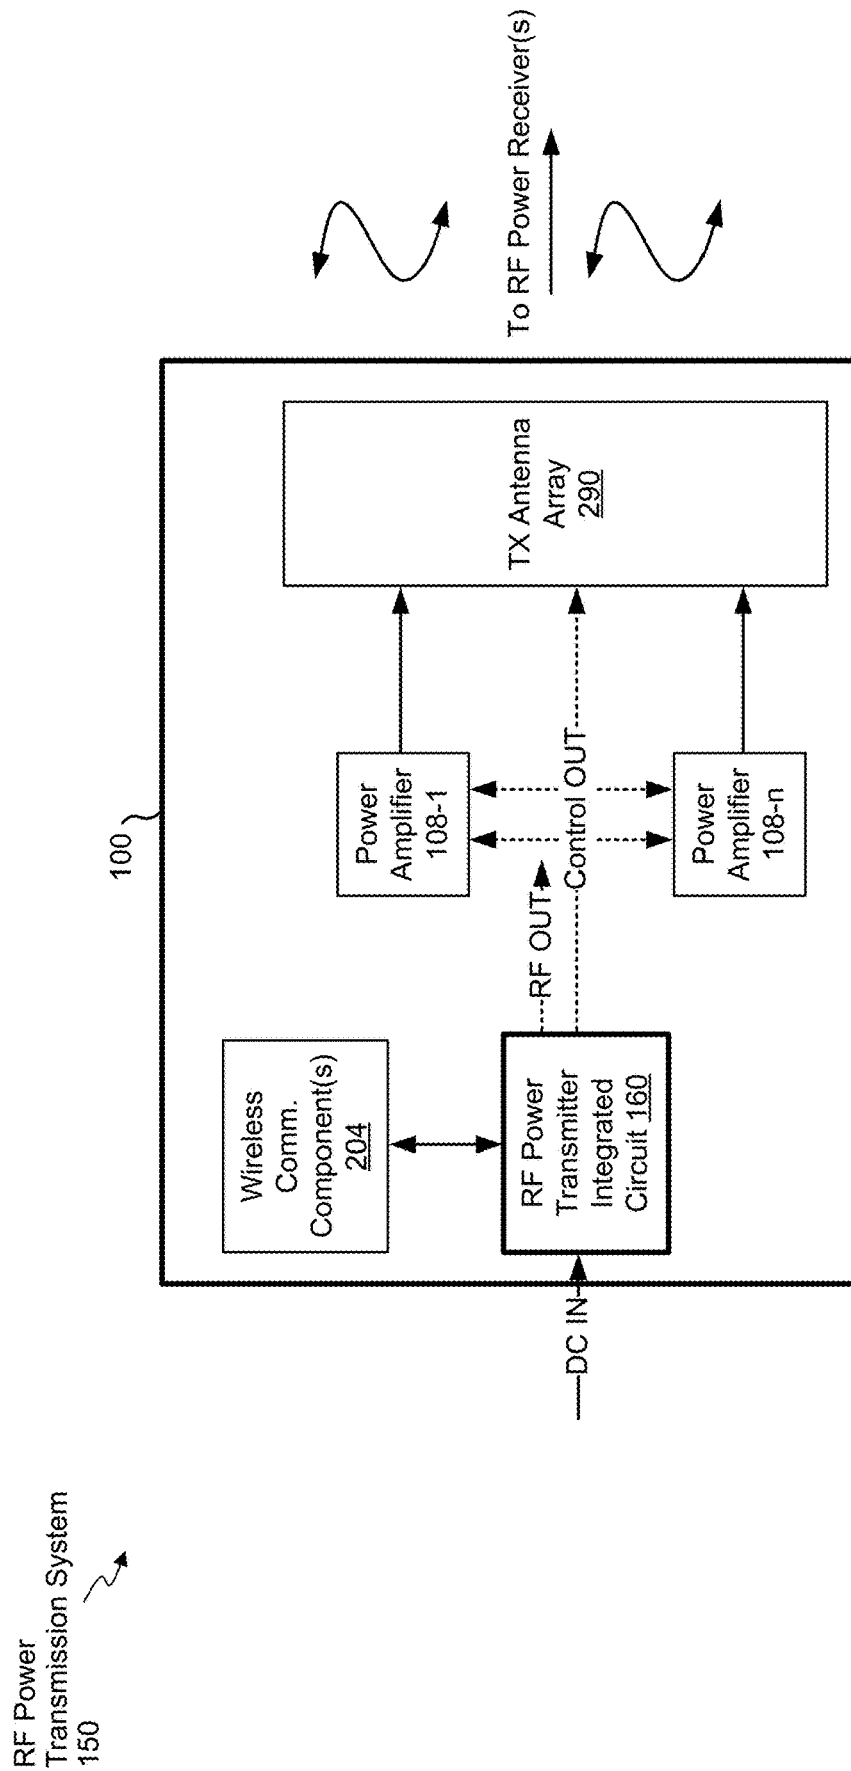 RF Power
Transmission System
150
100
Wireless
Comm.
Component(s)
204
DC IN
RF Power
Transmitter
Integrated
Circuit 160
RF OUT
Control OUT
Power
Amplifier
108-1
Power
Amplifier
108-n
TX Antenna
Array
290
To RF Power Receiver(s)